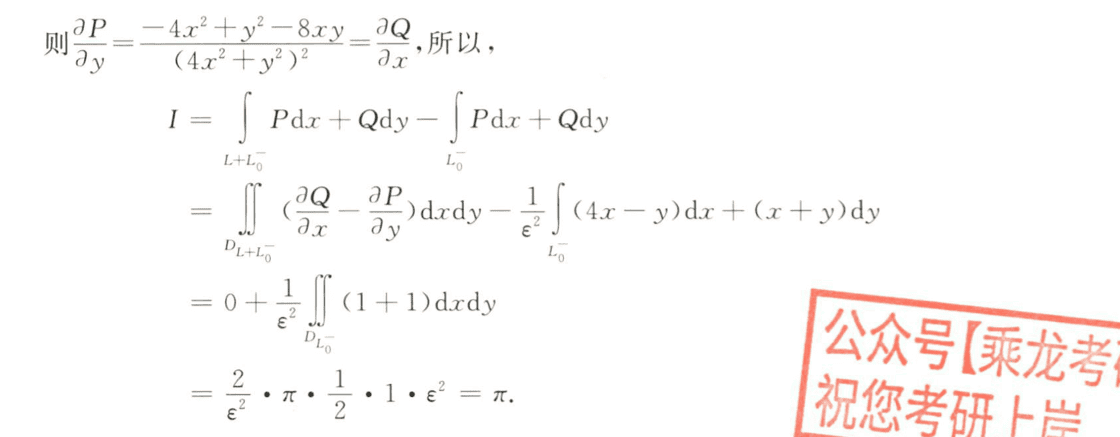 则∂P/∂y=(-4x²+y²-8xy)/(4x²+y²)²=∂Q/∂x,所以,
I = ∫_{L+L₀⁻} Pdx+Qdy-∫_{L₀⁻} Pdx+Qdy
= ∬_{D_{L+L₀⁻}} (∂Q/∂x-∂P/∂y)dxdy-1/ε² ∫_{L₀⁻} (4x-y)dx+(x+y)dy
= 0+1/ε² ∬_{D_{L₀⁻}} (1+1)dxdy
= 2/ε² · π · 1/2 · 1 · ε² = π.
公众号【乘龙考
祝您考研上岸